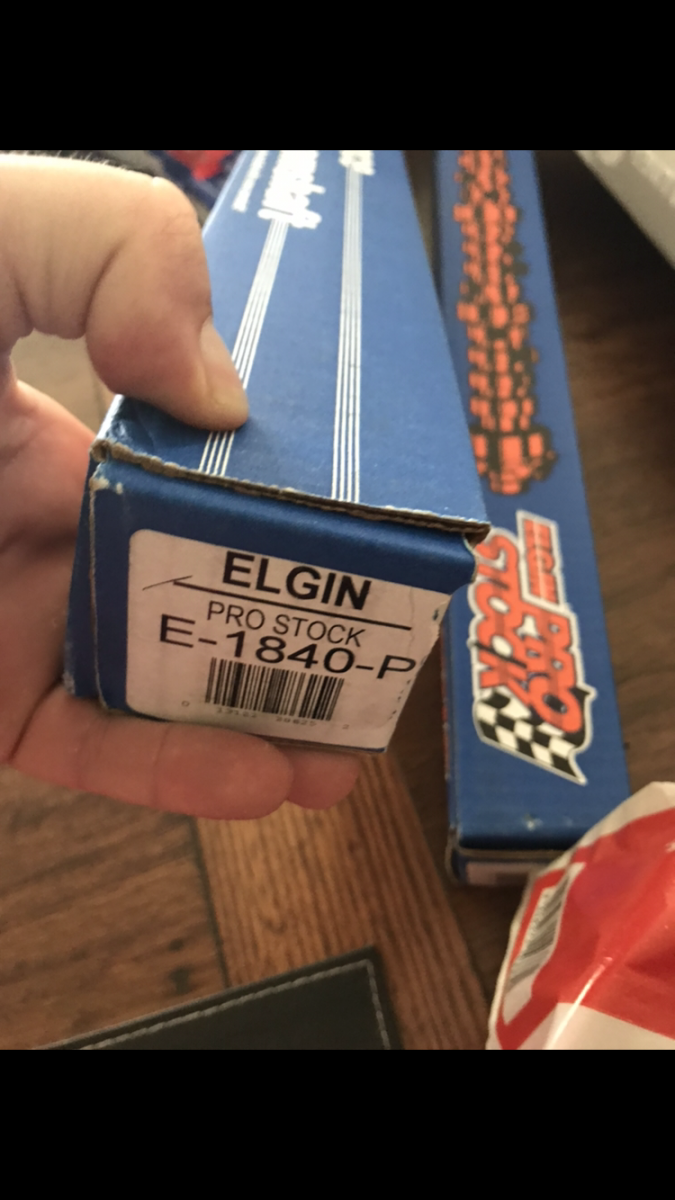 ELGIN
PRO STOCK
E-1840-P
ELGIN PRO
STOCK